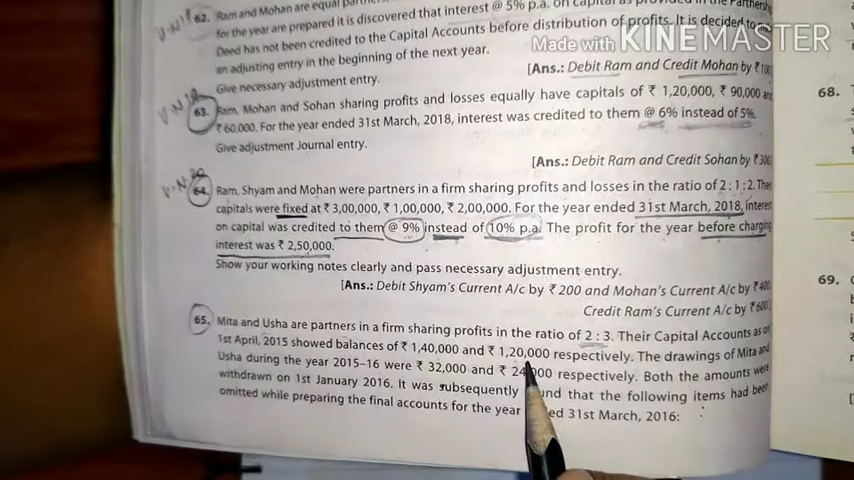 62. Ram and Mohan are equal
for the year are prepared it is discovered that interest @ 5% p.a. on capital as provided in the Partnership
Deed has not been credited to the Capital Accounts before distribution of profits. It is decided to
an adjusting entry in the beginning of the next year.
Made with KINEMASTER
Give necessary adjustment entry.
[Ans.: Debit Ram and Credit Mohan by ₹ 100
63. Ram, Mohan and Sohan sharing profits and losses equally have capitals of ₹ 1,20,000, ₹ 90,000 and
₹ 60,000. For the year ended 31st March, 2018, interest was credited to them @ 6% instead of 5%.
Give adjustment Journal entry.
[Ans.: Debit Ram and Credit Sohan by ₹ 300
64. Ram, Shyam and Mohan were partners in a firm sharing profits and losses in the ratio of 2 : 1 : 2. Their
capitals were fixed at ₹ 3,00,000, ₹ 1,00,000, ₹ 2,00,000. For the year ended 31st March, 2018, interest
on capital was credited to them @ 9% instead of 10% p.a. The profit for the year before charging
interest was ₹ 2,50,000.
Show your working notes clearly and pass necessary adjustment entry.
[Ans.: Debit Shyam's Current A/c by ₹ 200 and Mohan's Current A/c by ₹ 400
Credit Ram's Current A/c by ₹ 600
65. Mita and Usha are partners in a firm sharing profits in the ratio of 2 : 3. Their Capital Accounts as on
1st April, 2015 showed balances of ₹ 1,40,000 and ₹ 1,20,000 respectively. The drawings of Mita and
Usha during the year 2015–16 were ₹ 32,000 and ₹ 24,000 respectively. Both the amounts were
withdrawn on 1st January 2016. It was subsequently found that the following items had been
omitted while preparing the final accounts for the year ended 31st March, 2016:
68.
69.